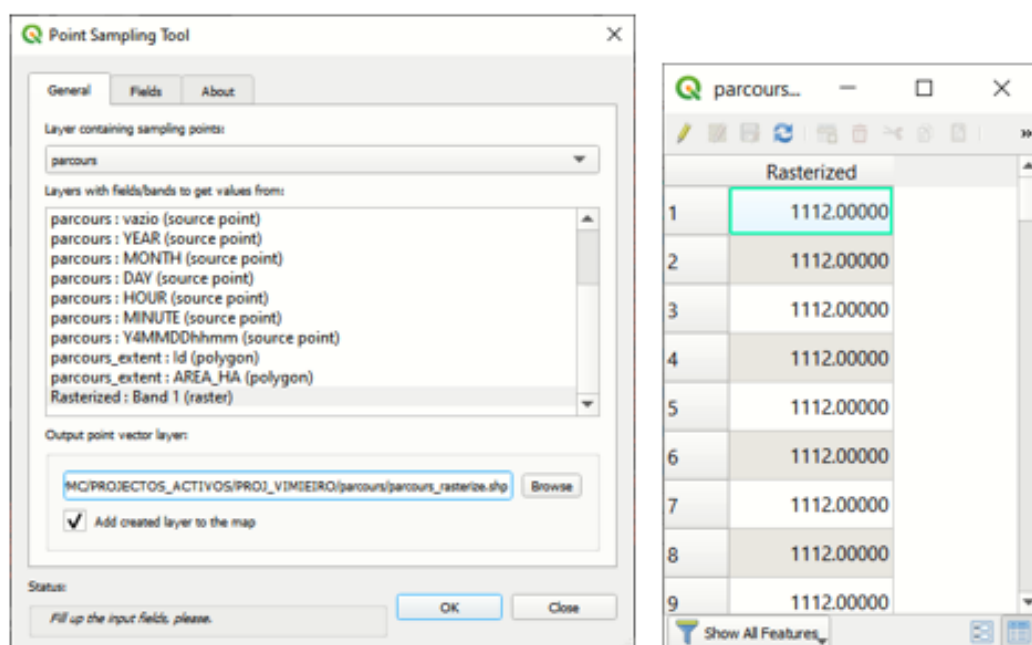 Point Sampling Tool
General Fields About
Layer containing sampling points:
parcours
Layers with fields/bands to get values from:
parcours : vazio (source point)
parcours : YEAR (source point)
parcours : MONTH (source point)
parcours : DAY (source point)
parcours : HOUR (source point)
parcours : MINUTE (source point)
parcours : Y4MMDDhhmm (source point)
parcours_extent : Id (polygon)
parcours_extent : AREA_HA (polygon)
Rasterized : Band 1 (raster)
Output point vector layer:
MC/PROJECTOS_ACTIVOS/PROJ_VIMIEIRO/parcours/parcours_rasterize.shp Browse
Add created layer to the map
Status:
Fill up the input fields, please.
OK Close
parcours...
Rasterized
1 1112.00000
2 1112.00000
3 1112.00000
4 1112.00000
5 1112.00000
6 1112.00000
7 1112.00000
8 1112.00000
9 1112.00000
Show All Features